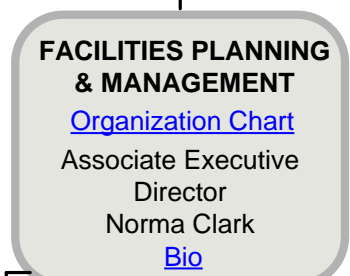 FACILITIES PLANNING
& MANAGEMENT
Organization Chart
Associate Executive
Director
Norma Clark
Bio